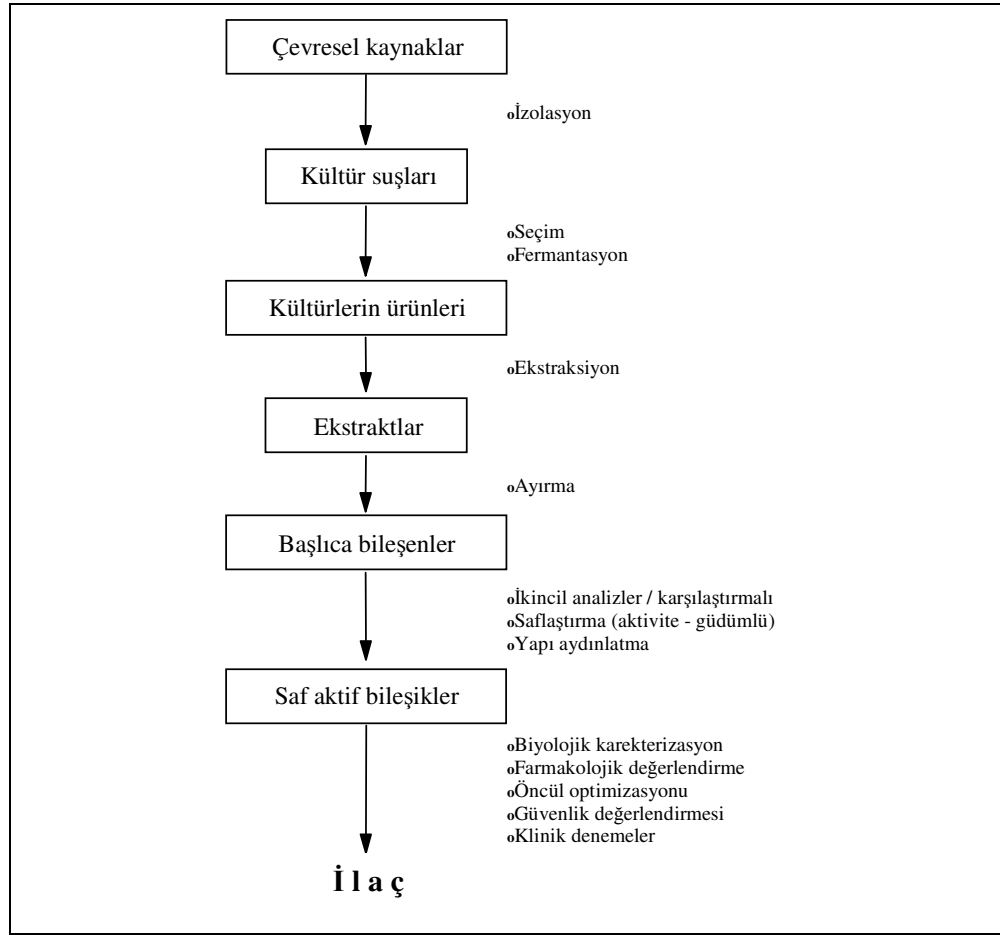 Çevresel kaynaklar
oİzolasyon
Kültür suşları
oSeçim
oFermantasyon
Kültürlerin ürünleri
oEkstraksiyon
Ekstraktlar
oAyırma
Başlıca bileşenler
oİkincil analizler / karşılaştırmalı
oSaflaştırma (aktivite - güdümlü)
oYapı aydınlatma
Saf aktif bileşikler
oBiyolojik karekterizasyon
oFarmakolojik değerlendirme
oÖncül optimizasyonu
oGüvenlik değerlendirmesi
oKlinik denemeler
İ l a ç